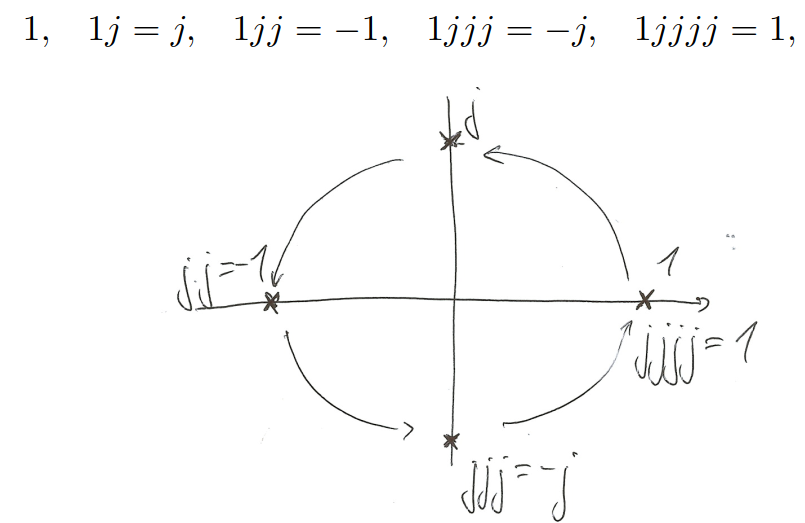 1, 1j = j, 1jj = −1, 1jjj = −j, 1jjjj = 1,
j
jj=-1
1
jjjj=1
jjj=-j